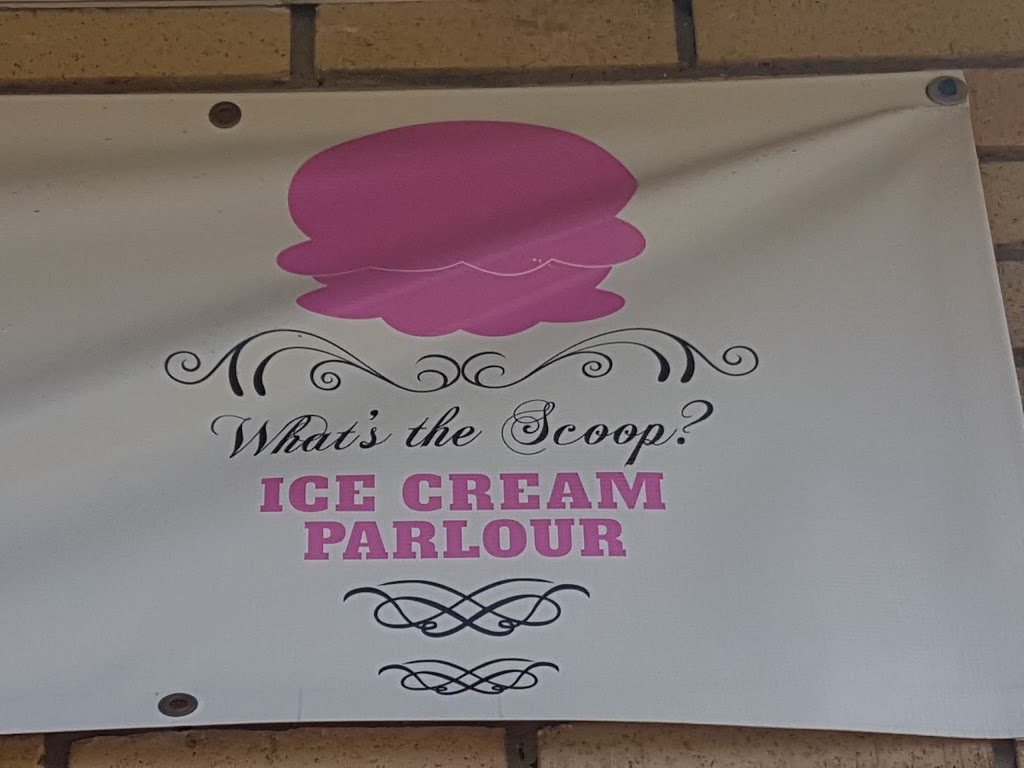 What's the Scoop?
ICE CREAM
PARLOUR